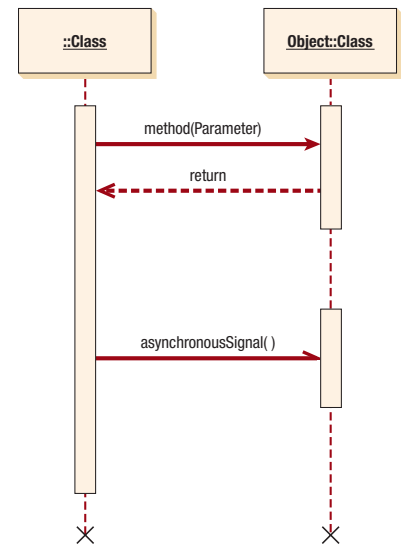 ::Class
Object::Class
method(Parameter)
return
asynchronousSignal( )